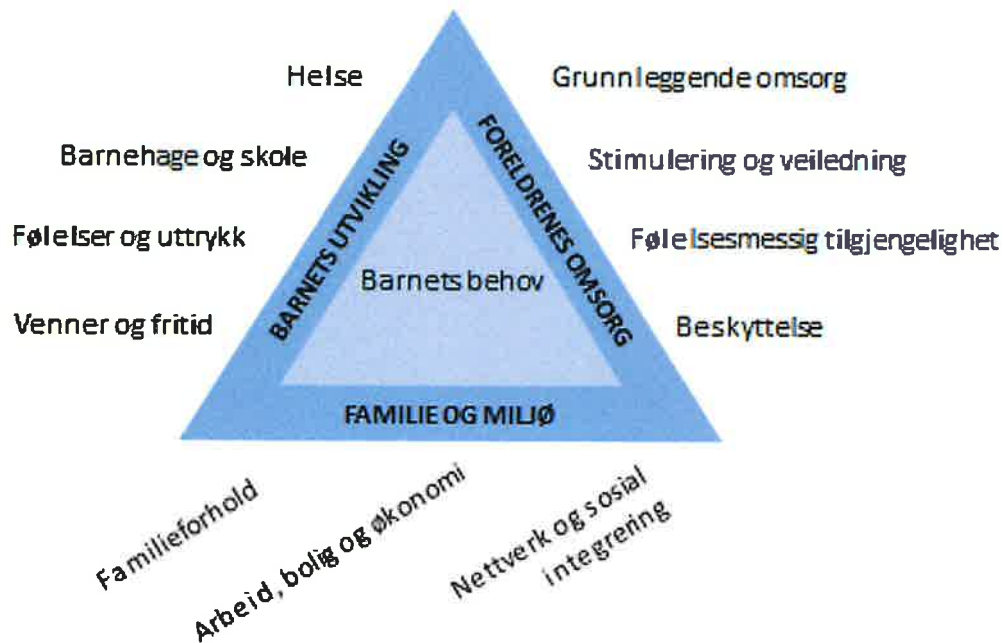 Helse
Barnehage og skole
Følelser og uttrykk
Venner og fritid
BARNETS UTVIKLING
Barnets behov
FORELDRENES OMSORG
Grunnleggende omsorg
Stimulering og veiledning
Følelsesmessig tilgjengelighet
Beskyttelse
FAMILIE OG MILJØ
Familieforhold
Arbeid, bolig og økonomi
Nettverk og sosial
integrering